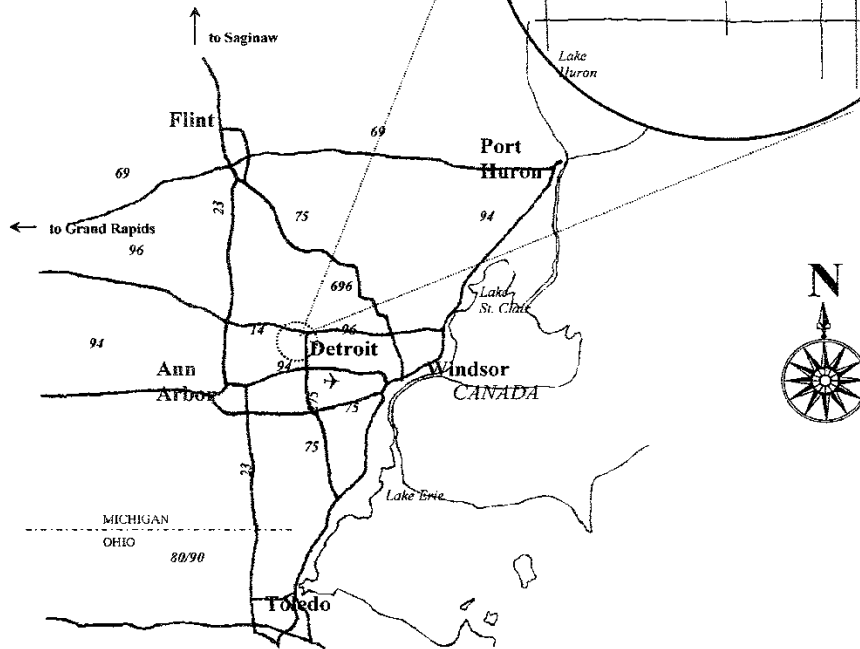 to Saginaw
Lake
Huron
Flint
69
Port
Huron
69
23
75
94
to Grand Rapids
96
N
696
Lake
St. Clair
14
96
94
Detroit
94
Ann
Arbor
Windsor
CANADA
75
75
75
23
Lake Erie
MICHIGAN
OHIO
80/90
Toledo